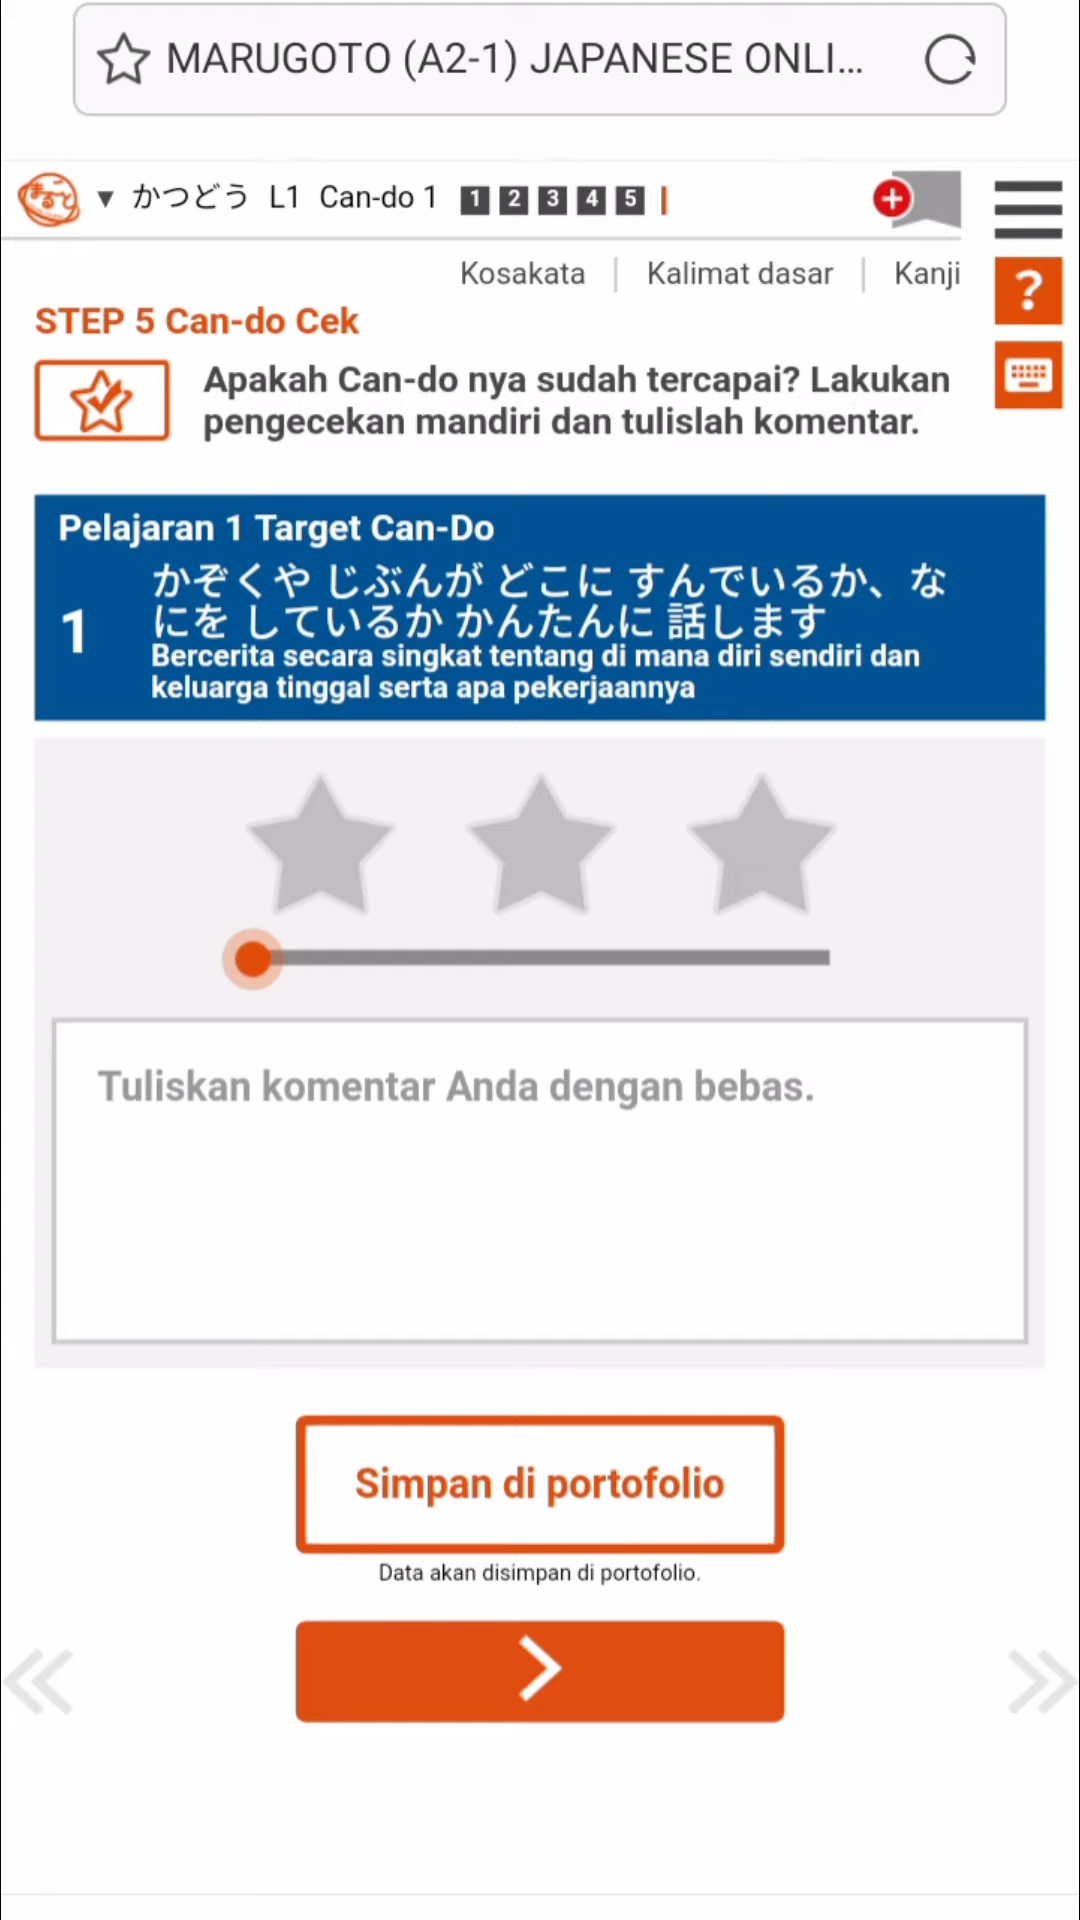 MARUGOTO (A2-1) JAPANESE ONLI...
まるごと ▼ かつどう L1 Can-do 1 1 2 3 4 5
Kosakata | Kalimat dasar | Kanji
?
STEP 5 Can-do Cek
Apakah Can-do nya sudah tercapai? Lakukan
pengecekan mandiri dan tulislah komentar.
Pelajaran 1 Target Can-Do
1
かぞくや じぶんが どこに すんでいるか、な
にを しているか かんたんに 話します
Bercerita secara singkat tentang di mana diri sendiri dan
keluarga tinggal serta apa pekerjaannya
Tuliskan komentar Anda dengan bebas.
Simpan di portofolio
Data akan disimpan di portofolio.